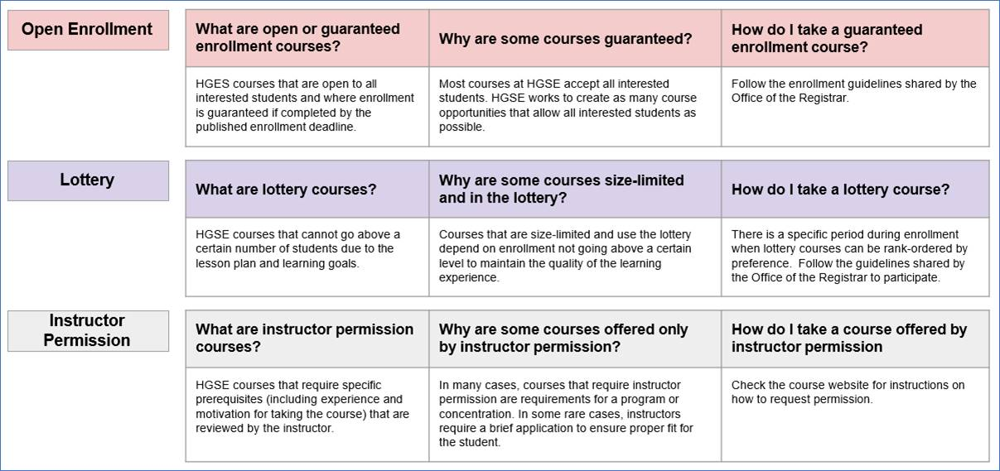 Open Enrollment
What are open or guaranteed
enrollment courses?
Why are some courses guaranteed?
How do I take a guaranteed
enrollment course?
HGES courses that are open to all
interested students and where enrollment
is guaranteed if completed by the
published enrollment deadline.
Most courses at HGSE accept all interested
students. HGSE works to create as many course
opportunities that allow all interested students as
possible.
Follow the enrollment guidelines shared by the
Office of the Registrar.
Lottery
What are lottery courses?
Why are some courses size-limited
and in the lottery?
How do I take a lottery course?
HGSE courses that cannot go above a
certain number of students due to the
lesson plan and learning goals.
Courses that are size-limited and use the lottery
depend on enrollment not going above a certain
level to maintain the quality of the learning
experience.
There is a specific period during enrollment
when lottery courses can be rank-ordered by
preference.  Follow the guidelines shared by
the Office of the Registrar to participate.
Instructor
Permission
What are instructor permission
courses?
Why are some courses offered only
by instructor permission?
How do I take a course offered by
instructor permission
HGSE courses that require specific
prerequisites (including experience and
motivation for taking the course) that are
reviewed by the instructor.
In many cases, courses that require instructor
permission are requirements for a program or
concentration. In some rare cases, instructors
require a brief application to ensure proper fit for
the student.
Check the course website for instructions on
how to request permission.